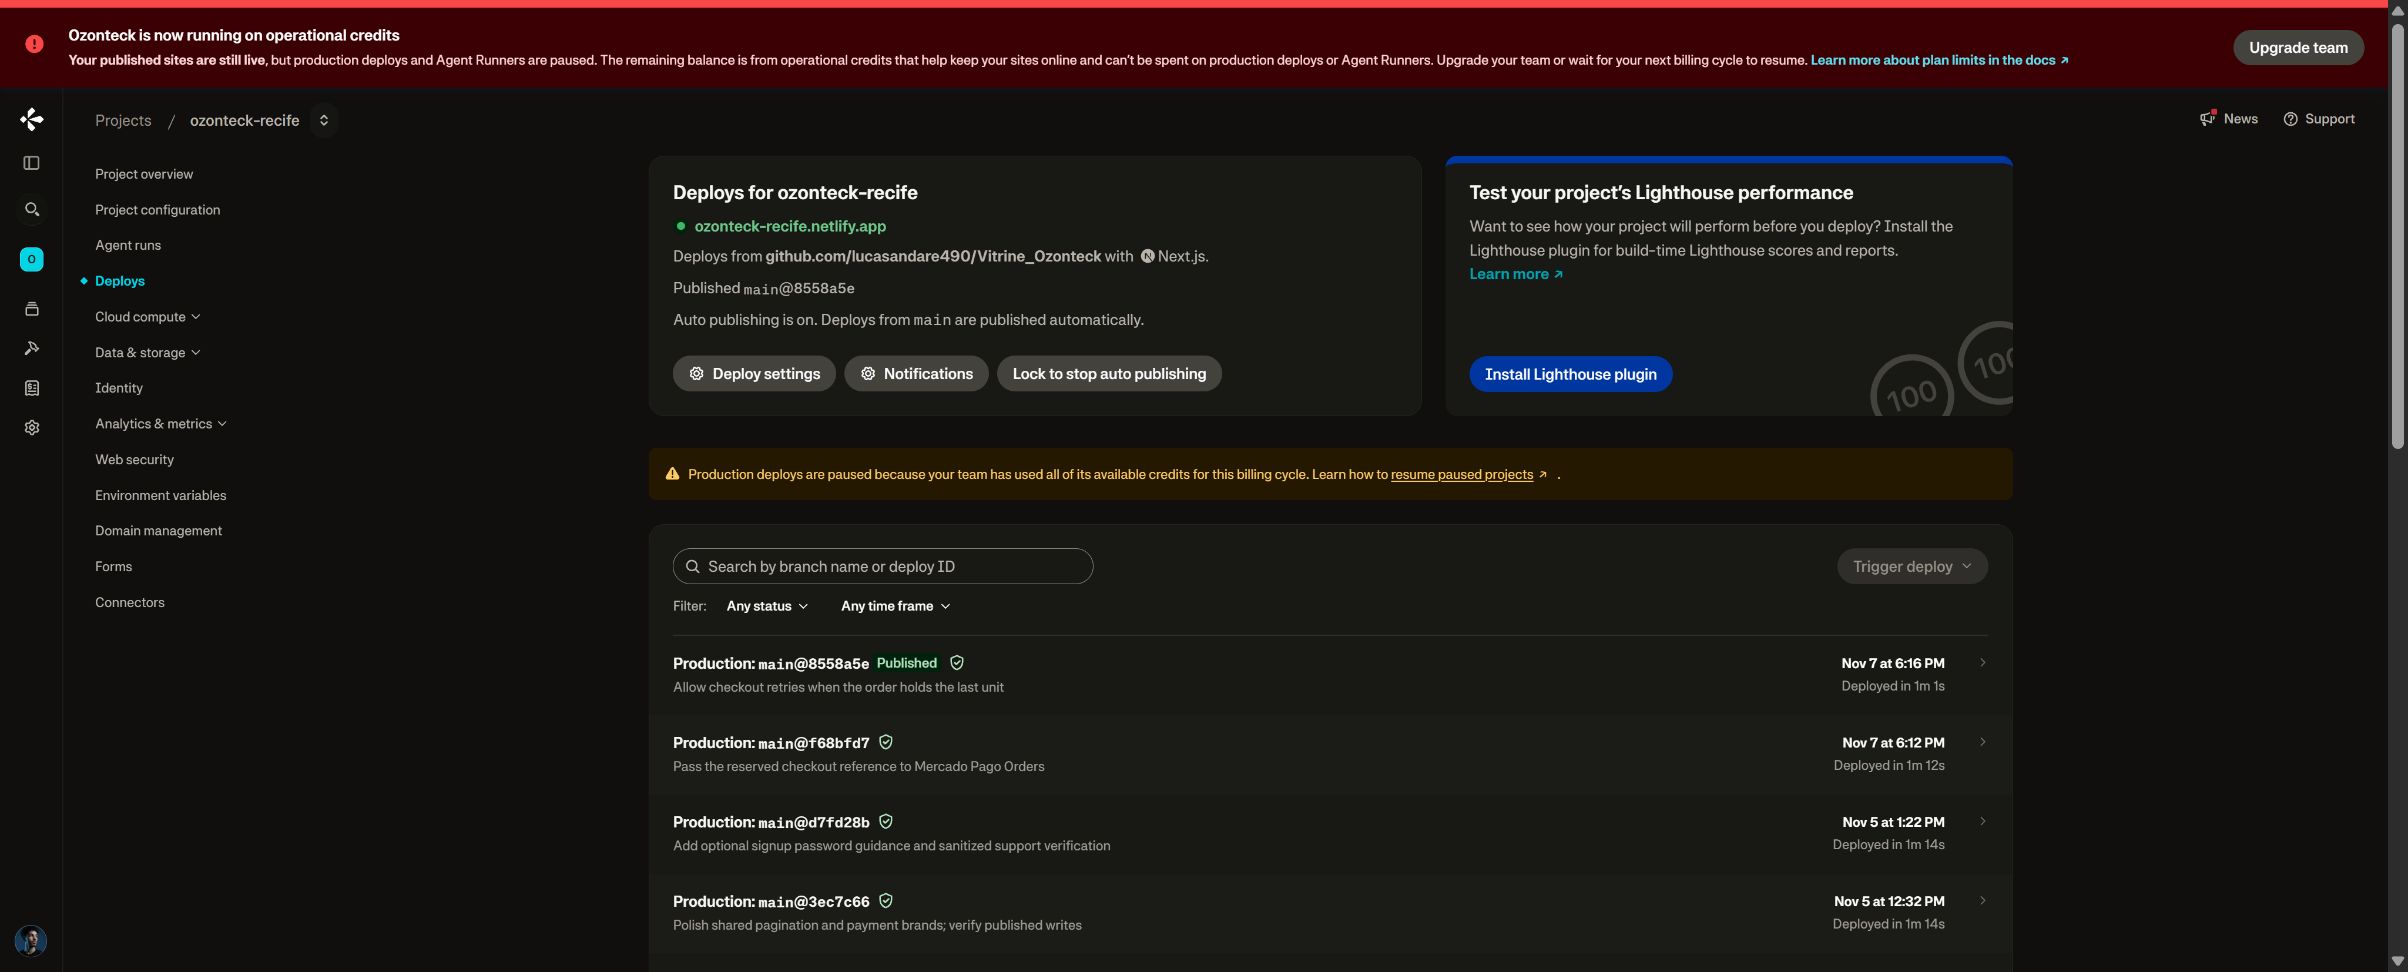 Ozonteck is now running on operational credits
Your published sites are still live, but production deploys and Agent Runners are paused. The remaining balance is from operational credits that help keep your sites online and can't be spent on production deploys or Agent Runners. Upgrade your team or wait for your next billing cycle to resume. Learn more about plan limits in the docs ↗
Upgrade team
Projects / ozonteck-recife
News
Support
Project overview
Project configuration
Agent runs
Deploys
Cloud compute
Data & storage
Identity
Analytics & metrics
Web security
Environment variables
Domain management
Forms
Connectors
O
Deploys for ozonteck-recife
ozonteck-recife.netlify.app
Deploys from github.com/lucasandare490/Vitrine_Ozonteck with N Next.js.
Published main@8558a5e
Auto publishing is on. Deploys from main are published automatically.
Deploy settings
Notifications
Lock to stop auto publishing
Test your project's Lighthouse performance
Want to see how your project will perform before you deploy? Install the
Lighthouse plugin for build-time Lighthouse scores and reports.
Learn more ↗
Install Lighthouse plugin
100
100
Production deploys are paused because your team has used all of its available credits for this billing cycle. Learn how to resume paused projects ↗ .
Search by branch name or deploy ID
Trigger deploy
Filter: Any status Any time frame
Production: main@8558a5e Published
Nov 7 at 6:16 PM
Allow checkout retries when the order holds the last unit
Deployed in 1m 1s
Production: main@f68bfd7
Nov 7 at 6:12 PM
Pass the reserved checkout reference to Mercado Pago Orders
Deployed in 1m 12s
Production: main@d7fd28b
Nov 5 at 1:22 PM
Add optional signup password guidance and sanitized support verification
Deployed in 1m 14s
Production: main@3ec7c66
Nov 5 at 12:32 PM
Polish shared pagination and payment brands; verify published writes
Deployed in 1m 14s